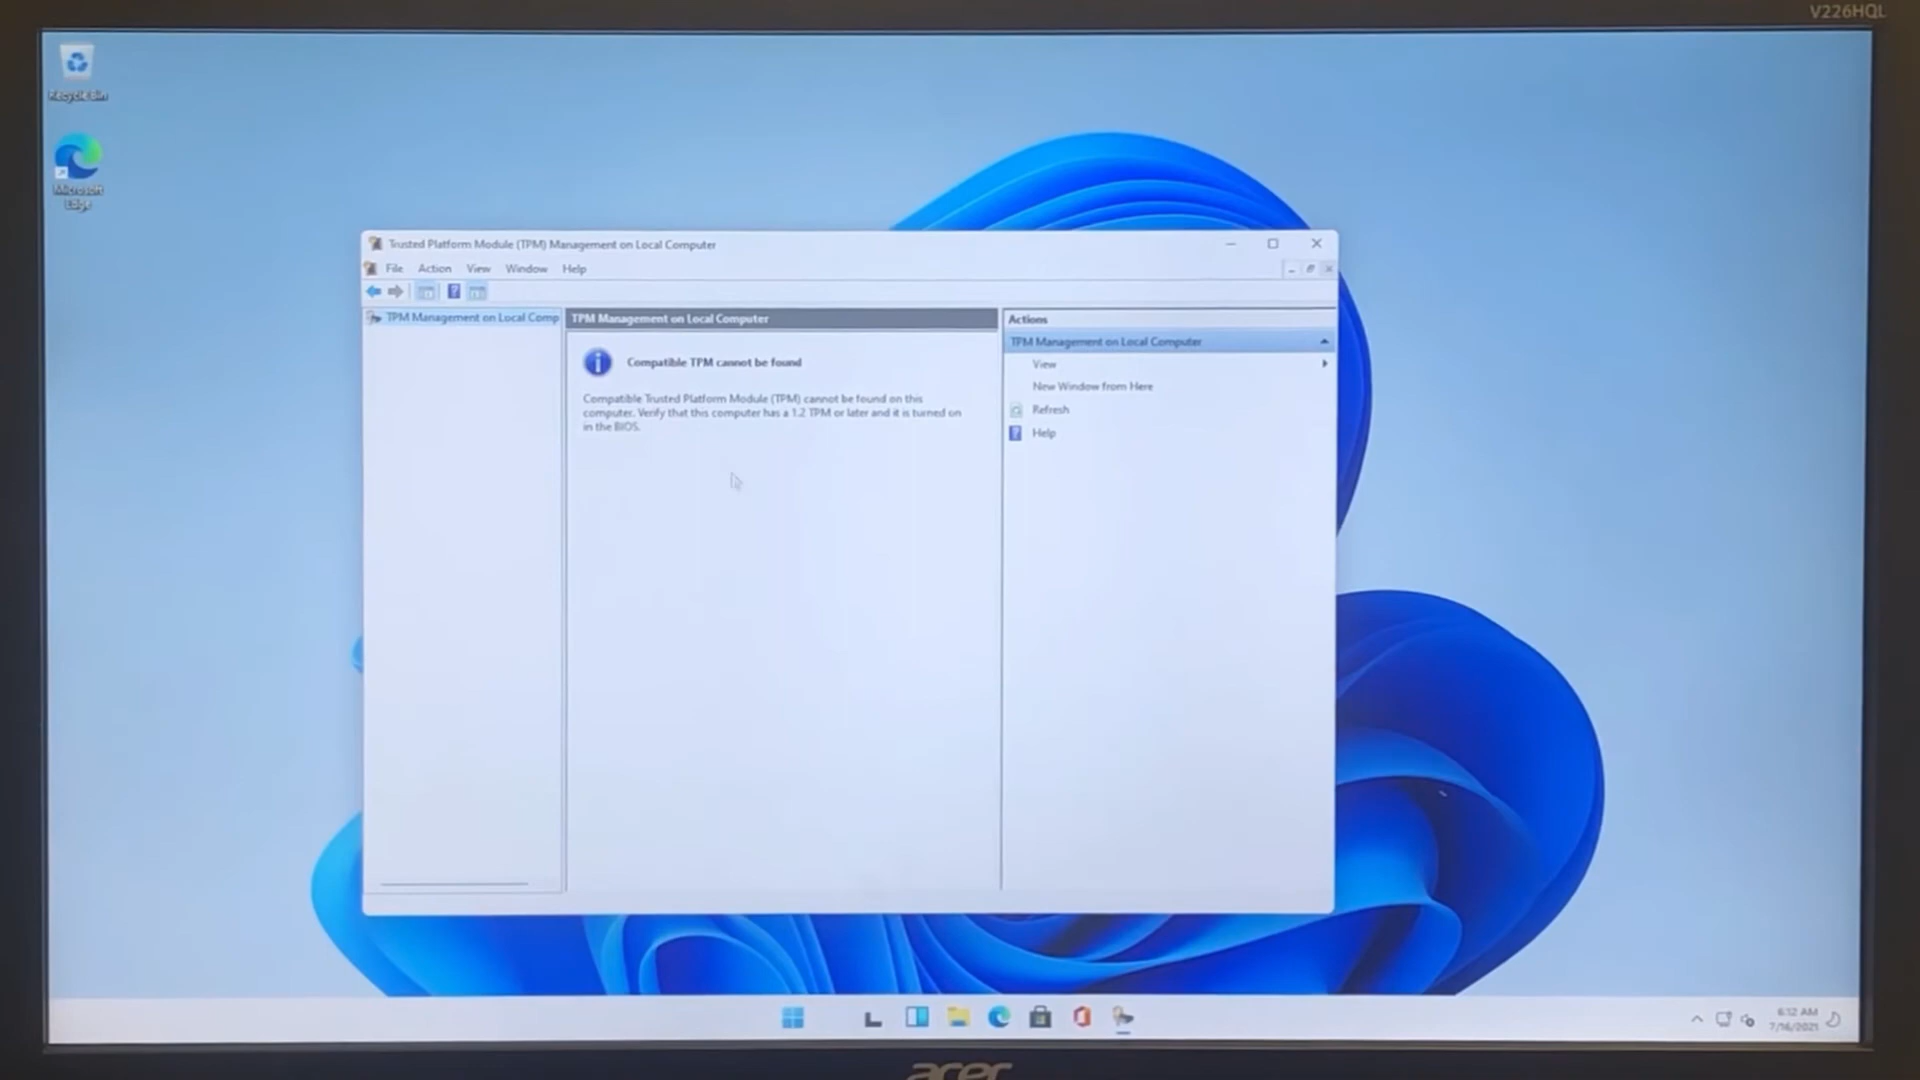 V226HQL
Recycle Bin
Microsoft
Edge
Trusted Platform Module (TPM) Management on Local Computer
File Action View Window Help
TPM Management on Local Comp
TPM Management on Local Computer
Compatible TPM cannot be found
Compatible Trusted Platform Module (TPM) cannot be found on this
computer. Verify that this computer has a 1.2 TPM or later and it is turned on
in the BIOS.
Actions
TPM Management on Local Computer
View
New Window from Here
Refresh
Help
6:12 AM
7/16/2021
acer